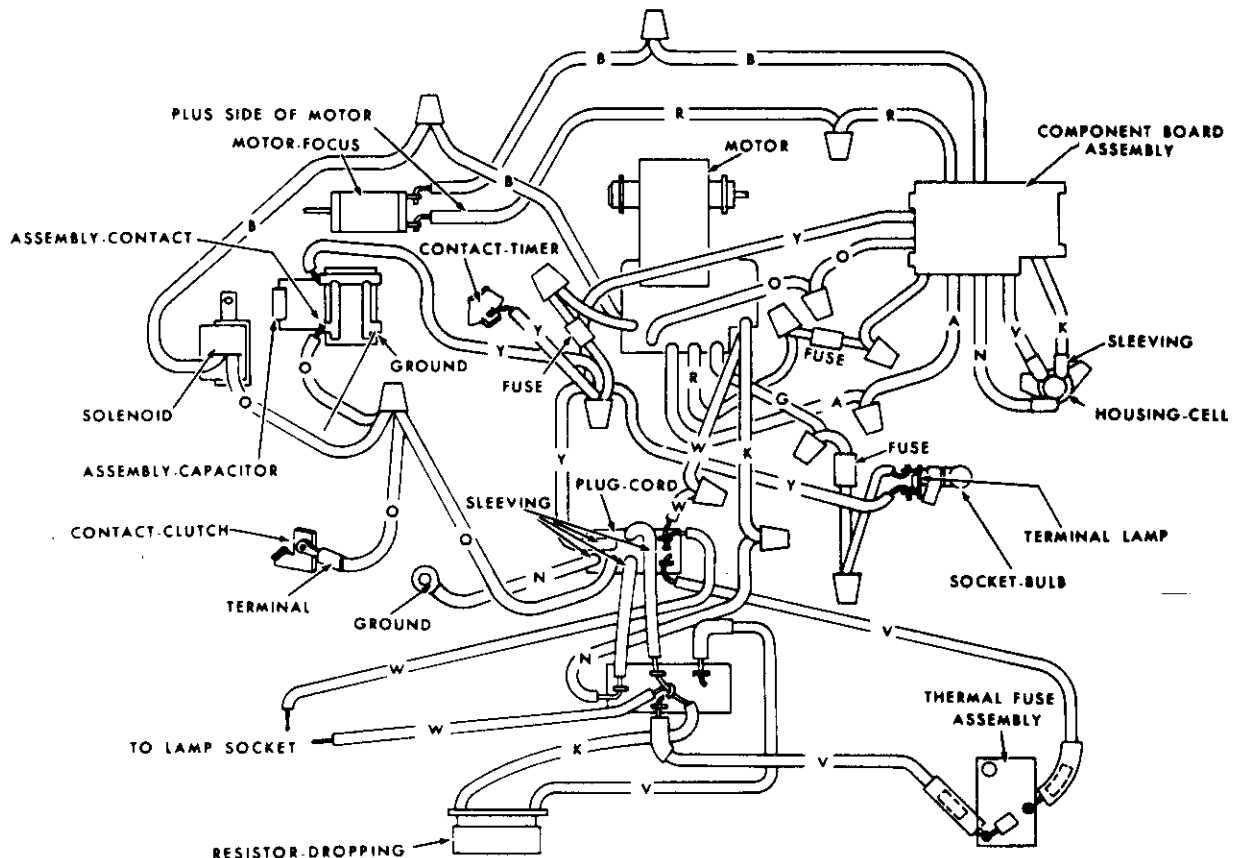 B
B
PLUS SIDE OF MOTOR
R
R
MOTOR-FOCUS
MOTOR
COMPONENT BOARD
ASSEMBLY
B
B
ASSEMBLY-CONTACT
CONTACT-TIMER
Y
O
O
Y
Y
FUSE
FUSE
A
V
K
SLEEVING
N
HOUSING-CELL
GROUND
O
R
G
A
SOLENOID
O
ASSEMBLY-CAPACITOR
W
K
Y
FUSE
Y
SLEEVING
PLUG-CORD
W
TERMINAL LAMP
SOCKET-BULB
CONTACT-CLUTCH
O
O
TERMINAL
N
GROUND
V
W
N
THERMAL FUSE
ASSEMBLY
TO LAMP SOCKET
W
K
V
V
RESISTOR-DROPPING